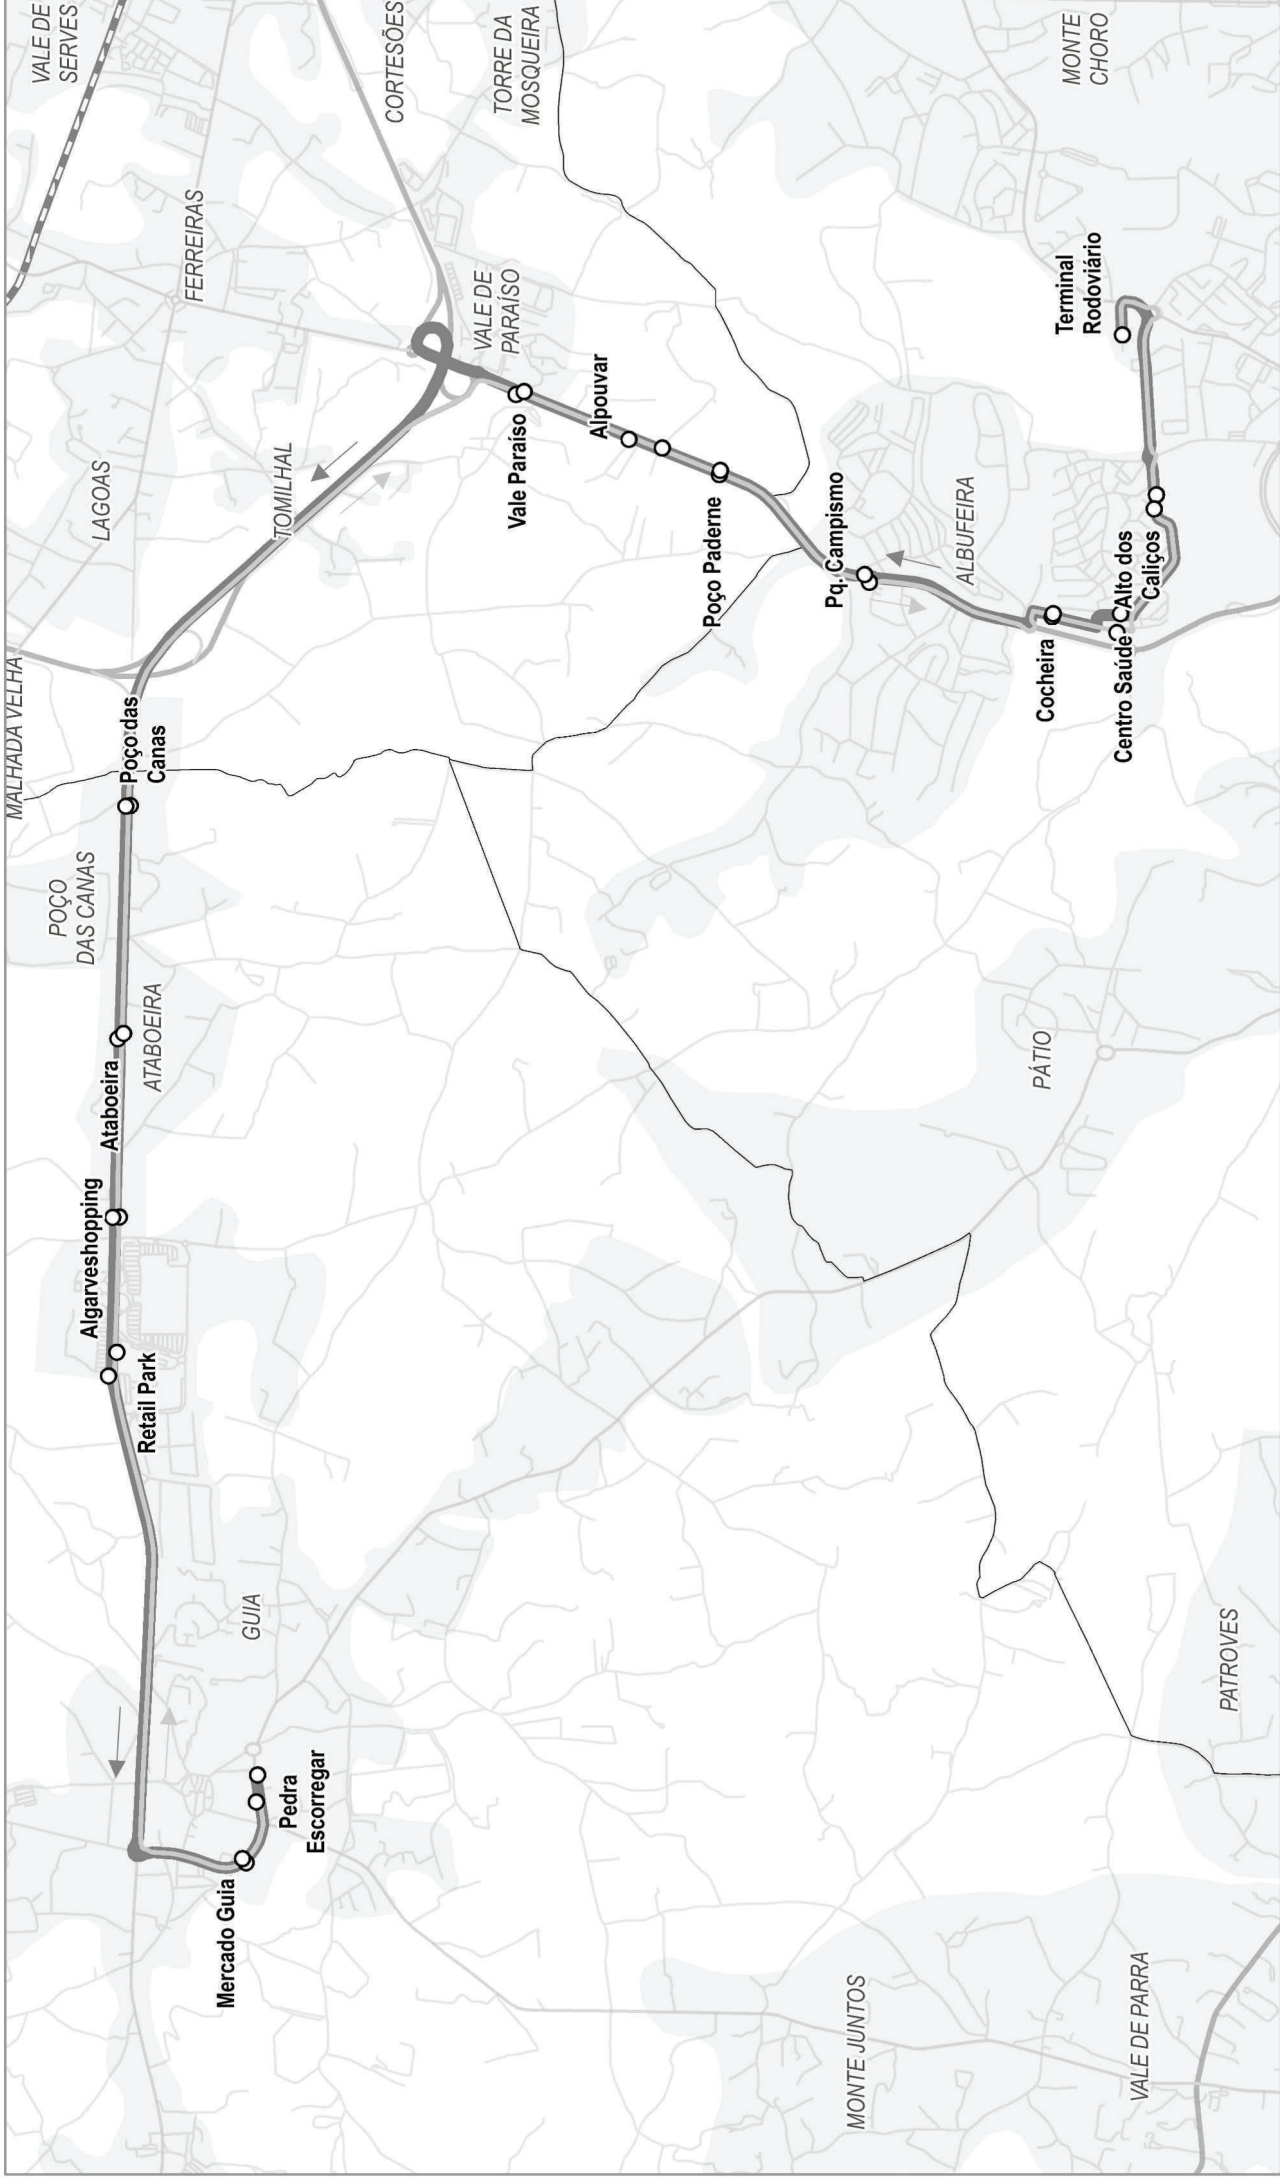 MALHADA VELHA
VALE DE
SERVES
POÇO
DAS CANAS
LAGOAS
FERREIRAS
CORTESÕES
Algarveshopping
Ataboeira
Poço das
Canas
Retail Park
ATABOEIRA
TOMILHAL
VALE DE
PARAÍSO
TORRE DA
MOSQUEIRA
GUIA
Mercado Guia
Pedra
Escorregar
Vale Paraíso
Alpouvar
Poço Paderne
Pq. Campismo
ALBUFEIRA
MONTE JUNTOS
PÁTIO
Cocheira
Terminal
Rodoviário
MONTE
CHORO
Centro Saúde
Alto dos
Caliços
VALE DE PARRA
PATROVES